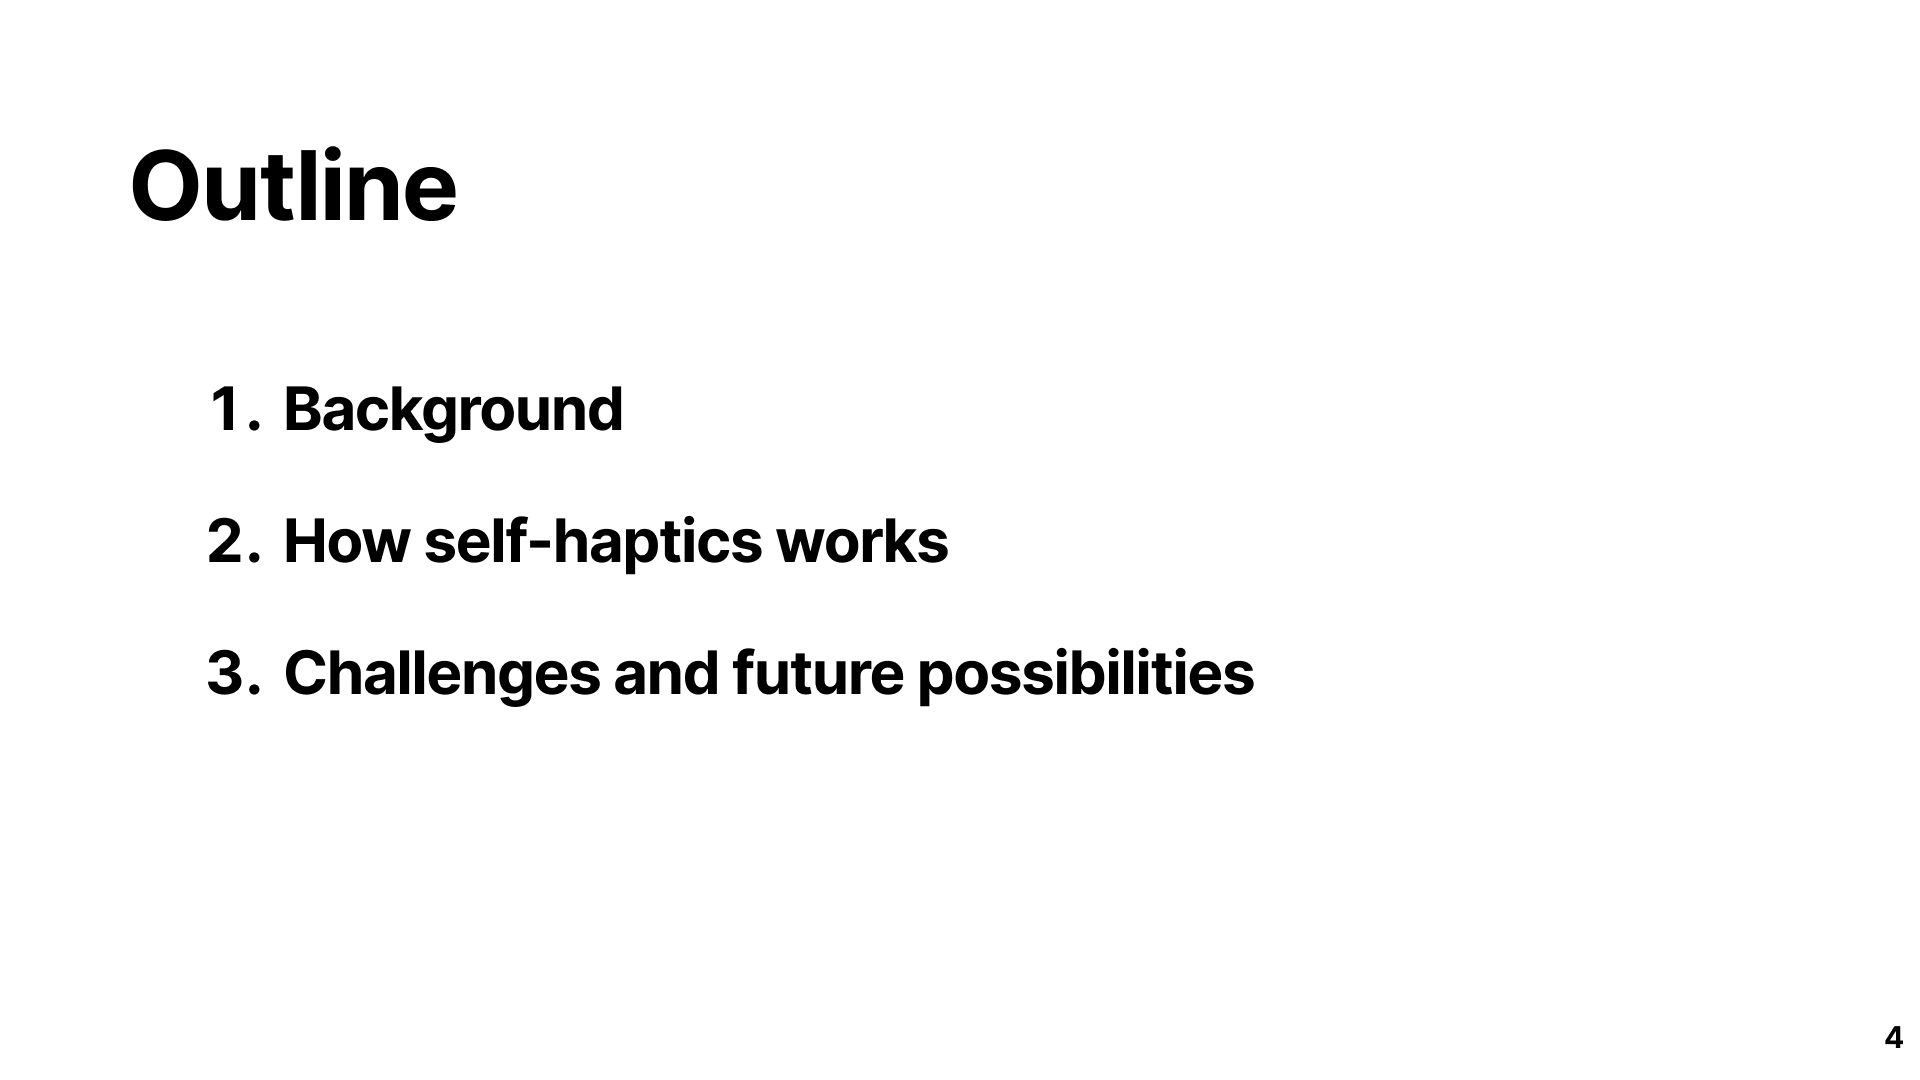 Outline
1. Background
2. How self-haptics works
3. Challenges and future possibilities
4